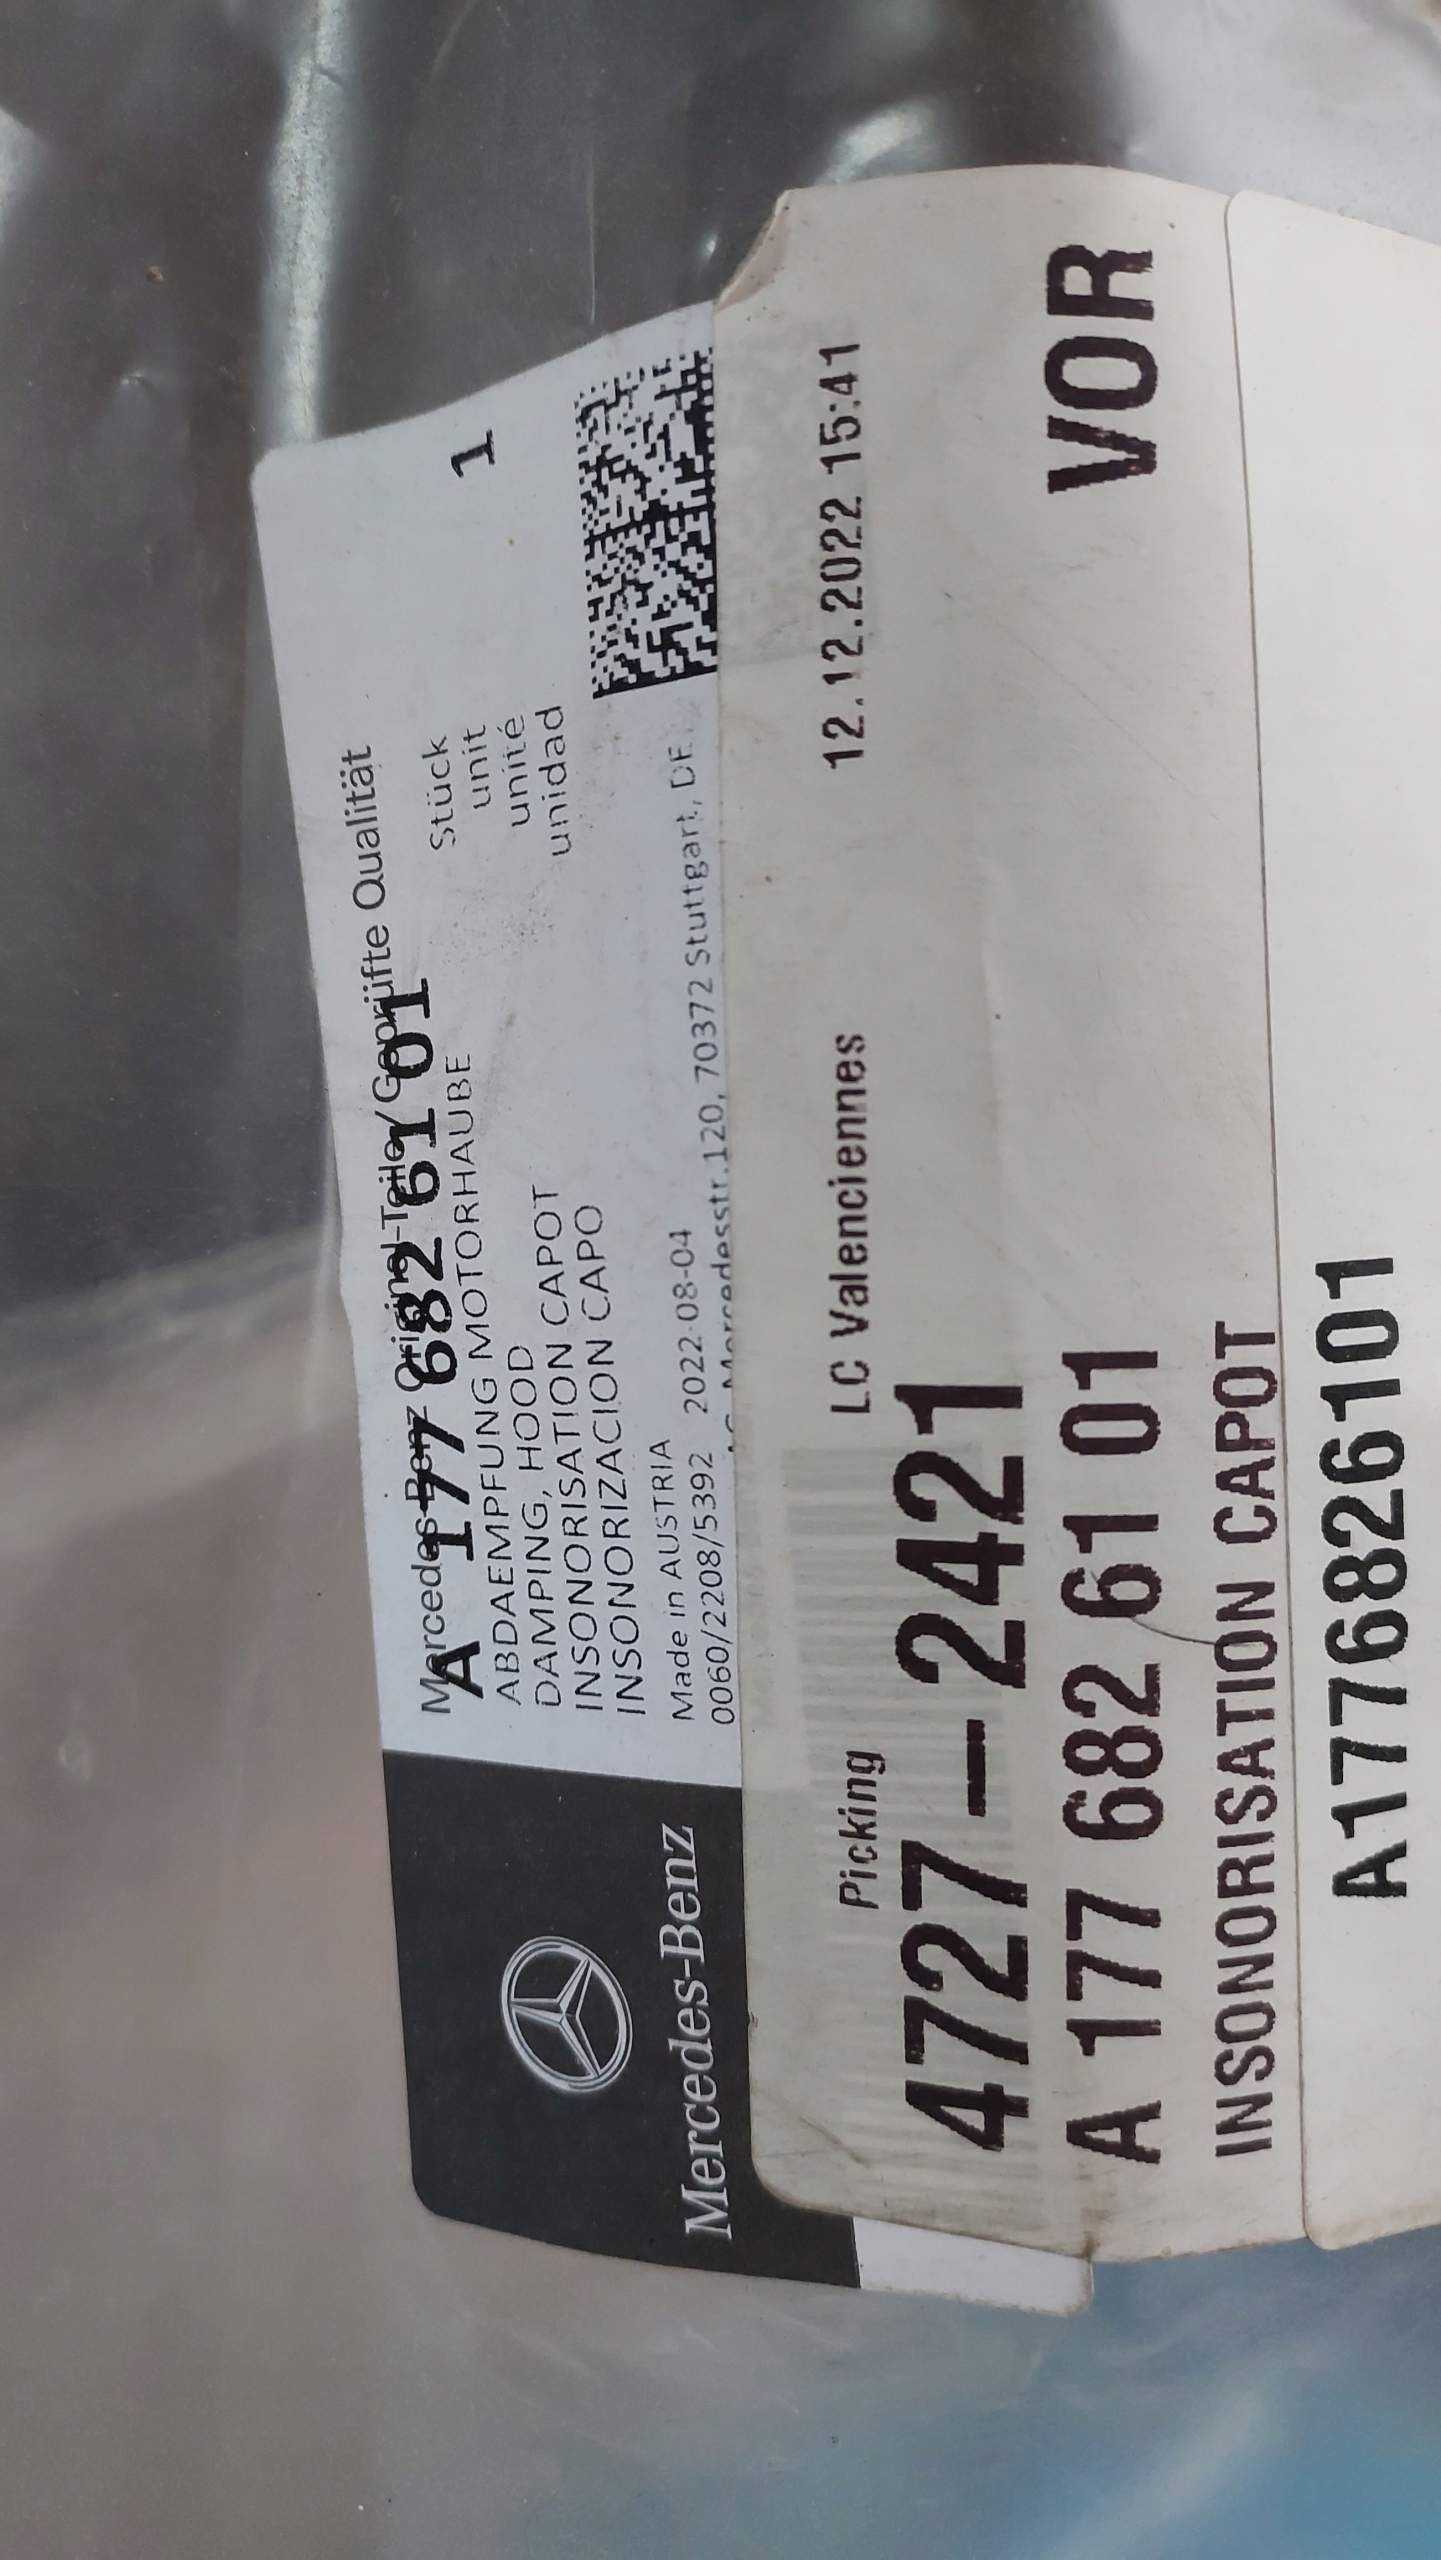 Mercedes-Benz
Mercedes-Benz Original-Teile/Geprüfte Qualität
A 177 682 61 01
1
ABDAEMPFUNG MOTORHAUBE
DAMPING, HOOD
INSONORISATION CAPOT
INSONORIZACION CAPO
Stück
unit
unité
unidad
Made in AUSTRIA
0060/2208/5392 2022-08-04
Mercedesstr.120, 70372 Stuttgart, DE
Picking LC Valenciennes 12.12.2022 15:41
4727-2421
A 177 682 61 01 VOR
INSONORISATION CAPOT
A1776826101